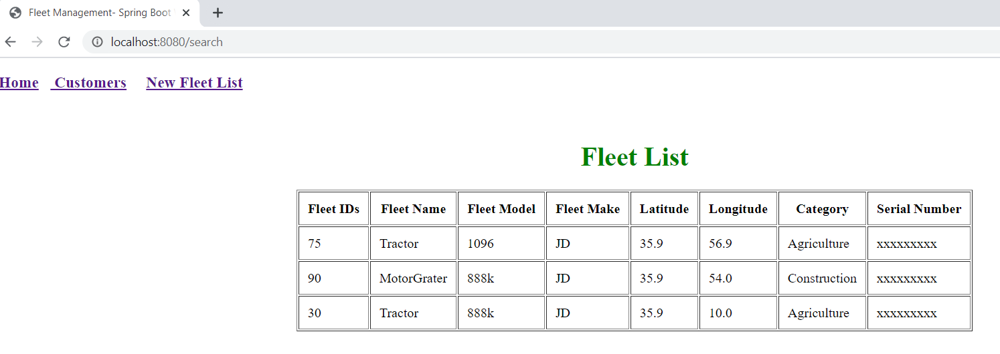 Fleet Management- Spring Boot
localhost:8080/search
Home Customers New Fleet List
Fleet List
Fleet IDs Fleet Name Fleet Model Fleet Make Latitude Longitude Category Serial Number
75 Tractor 1096 JD 35.9 56.9 Agriculture xxxxxxxxx
90 MotorGrater 888k JD 35.9 54.0 Construction xxxxxxxxx
30 Tractor 888k JD 35.9 10.0 Agriculture xxxxxxxxx